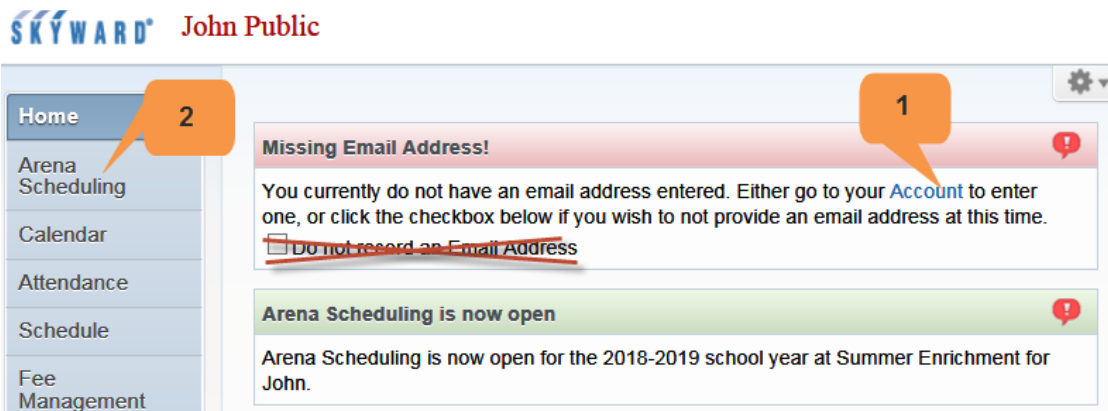 SKYWARD® John Public
Home
2
Arena
Scheduling
Calendar
Attendance
Schedule
Fee
Management
1
Missing Email Address!
You currently do not have an email address entered. Either go to your Account to enter
one, or click the checkbox below if you wish to not provide an email address at this time.
Do not record an Email Address
Arena Scheduling is now open
Arena Scheduling is now open for the 2018-2019 school year at Summer Enrichment for
John.